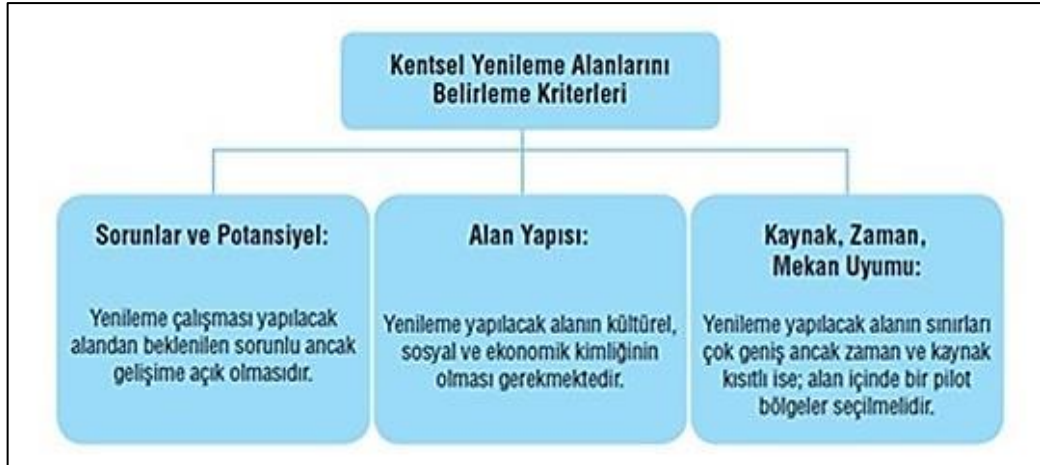 Kentsel Yenileme Alanlarını
Belirleme Kriterleri
Sorunlar ve Potansiyel:
Yenileme çalışması yapılacak
alandan beklenilen sorunlu ancak
gelişime açık olmasıdır.
Alan Yapısı:
Yenileme yapılacak alanın kültürel,
sosyal ve ekonomik kimliğinin
olması gerekmektedir.
Kaynak, Zaman,
Mekan Uyumu:
Yenileme yapılacak alanın sınırları
çok geniş ancak zaman ve kaynak
kısıtlı ise; alan içinde bir pilot
bölgeler seçilmelidir.